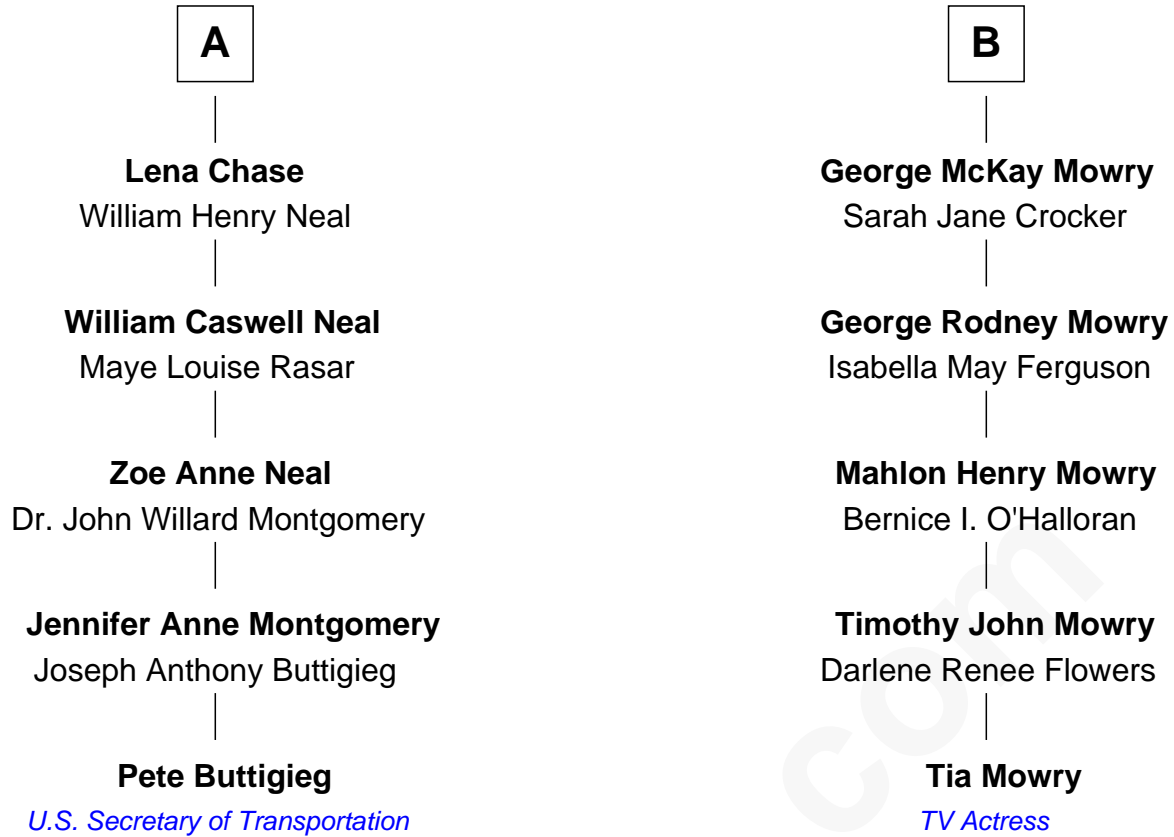 A
Lena Chase
William Henry Neal
William Caswell Neal
Maye Louise Rasar
Zoe Anne Neal
Dr. John Willard Montgomery
Jennifer Anne Montgomery
Joseph Anthony Buttigieg
Pete Buttigieg
U.S. Secretary of Transportation
B
George McKay Mowry
Sarah Jane Crocker
George Rodney Mowry
Isabella May Ferguson
Mahlon Henry Mowry
Bernice I. O'Halloran
Timothy John Mowry
Darlene Renee Flowers
Tia Mowry
TV Actress
com